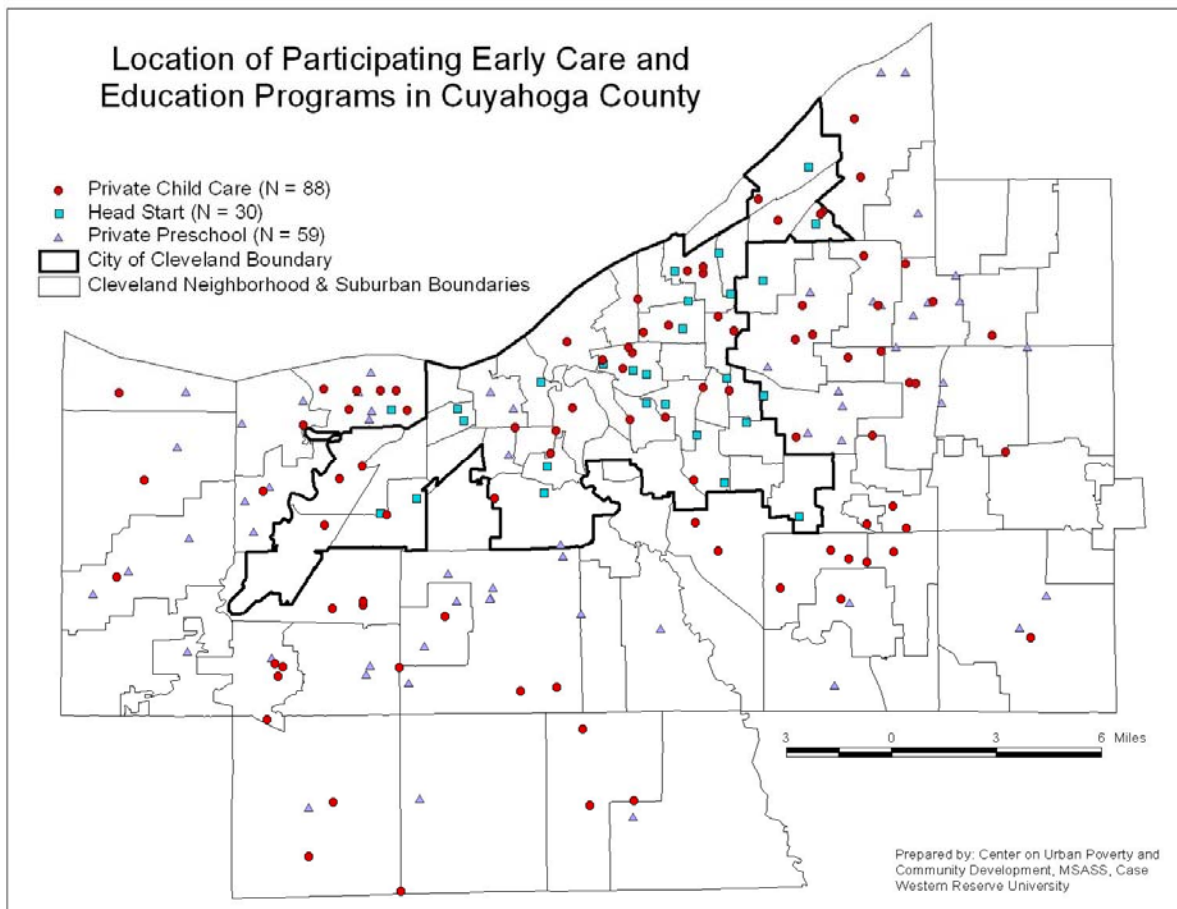 Location of Participating Early Care and
Education Programs in Cuyahoga County
Private Child Care (N = 88)
Head Start (N = 30)
Private Preschool (N = 59)
City of Cleveland Boundary
Cleveland Neighborhood & Suburban Boundaries
3 0 3 6 Miles
Prepared by: Center on Urban Poverty and
Community Development, MSASS, Case
Western Reserve University